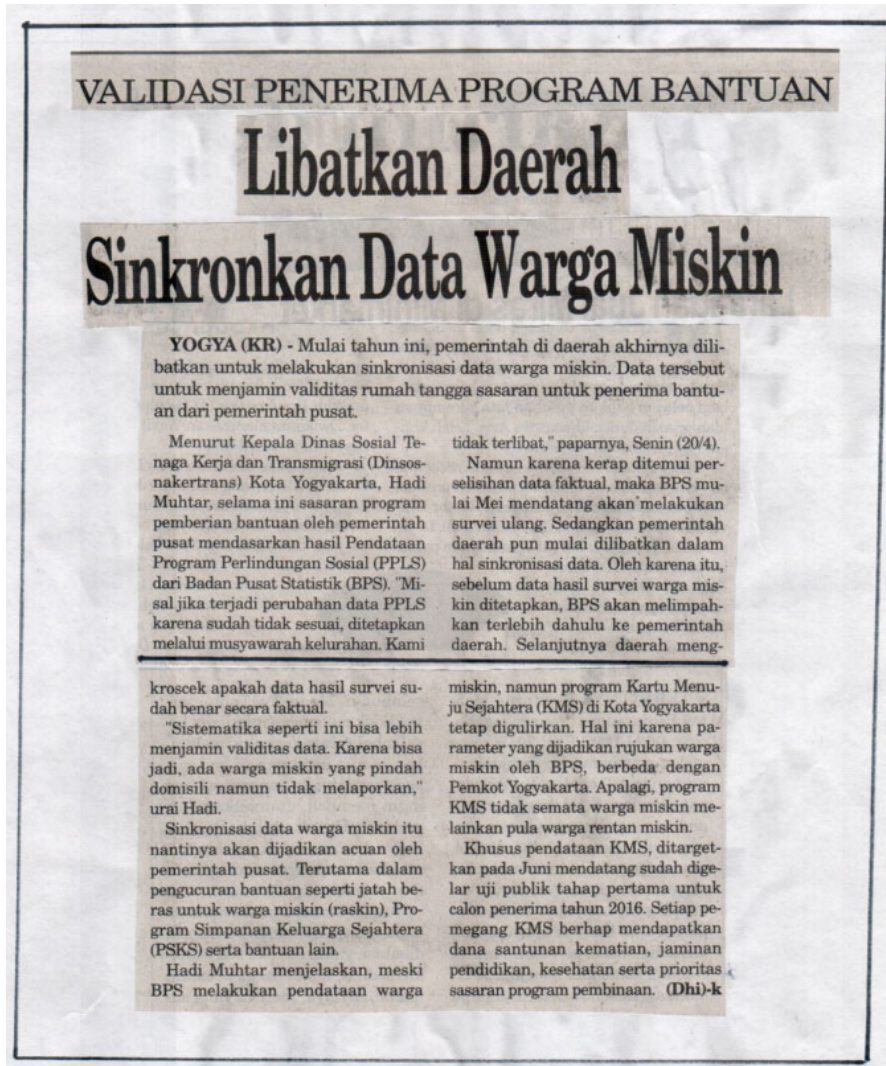 VALIDASI PENERIMA PROGRAM BANTUAN
Libatkan Daerah
Sinkronkan Data Warga Miskin
YOGYA (KR) - Mulai tahun ini, pemerintah di daerah akhirnya dili-
batkan untuk melakukan sinkronisasi data warga miskin. Data tersebut
untuk menjamin validitas rumah tangga sasaran untuk penerima bantu-
an dari pemerintah pusat.
Menurut Kepala Dinas Sosial Te-
naga Kerja dan Transmigrasi (Dinsos-
nakertrans) Kota Yogyakarta, Hadi
Muhtar, selama ini sasaran program
pemberian bantuan oleh pemerintah
pusat mendasarkan hasil Pendataan
Program Perlindungan Sosial (PPLS)
dari Badan Pusat Statistik (BPS). "Mi-
sal jika terjadi perubahan data PPLS
karena sudah tidak sesuai, ditetapkan
melalui musyawarah kelurahan. Kami
tidak terlibat," paparnya, Senin (20/4).
Namun karena kerap ditemui per-
selisihan data faktual, maka BPS mu-
lai Mei mendatang akan melakukan
survei ulang. Sedangkan pemerintah
daerah pun mulai dilibatkan dalam
hal sinkronisasi data. Oleh karena itu,
sebelum data hasil survei warga mis-
kin ditetapkan, BPS akan melimpah-
kan terlebih dahulu ke pemerintah
daerah. Selanjutnya daerah meng-
kroscek apakah data hasil survei su-
dah benar secara faktual.
"Sistematika seperti ini bisa lebih
menjamin validitas data. Karena bisa
jadi, ada warga miskin yang pindah
domisili namun tidak melaporkan,"
urai Hadi.
Sinkronisasi data warga miskin itu
nantinya akan dijadikan acuan oleh
pemerintah pusat. Terutama dalam
pengucuran bantuan seperti jatah be-
ras untuk warga miskin (raskin), Pro-
gram Simpanan Keluarga Sejahtera
(PSKS) serta bantuan lain.
Hadi Muhtar menjelaskan, meski
BPS melakukan pendataan warga
miskin, namun program Kartu Menu-
ju Sejahtera (KMS) di Kota Yogyakarta
tetap digulirkan. Hal ini karena pa-
rameter yang dijadikan rujukan warga
miskin oleh BPS, berbeda dengan
Pemkot Yogyakarta. Apalagi, program
KMS tidak semata warga miskin me-
lainkan pula warga rentan miskin.
Khusus pendataan KMS, ditarget-
kan pada Juni mendatang sudah dige-
lar uji publik tahap pertama untuk
calon penerima tahun 2016. Setiap pe-
megang KMS berhap mendapatkan
dana santunan kematian, jaminan
pendidikan, kesehatan serta prioritas
sasaran program pembinaan. (Dhi)-k